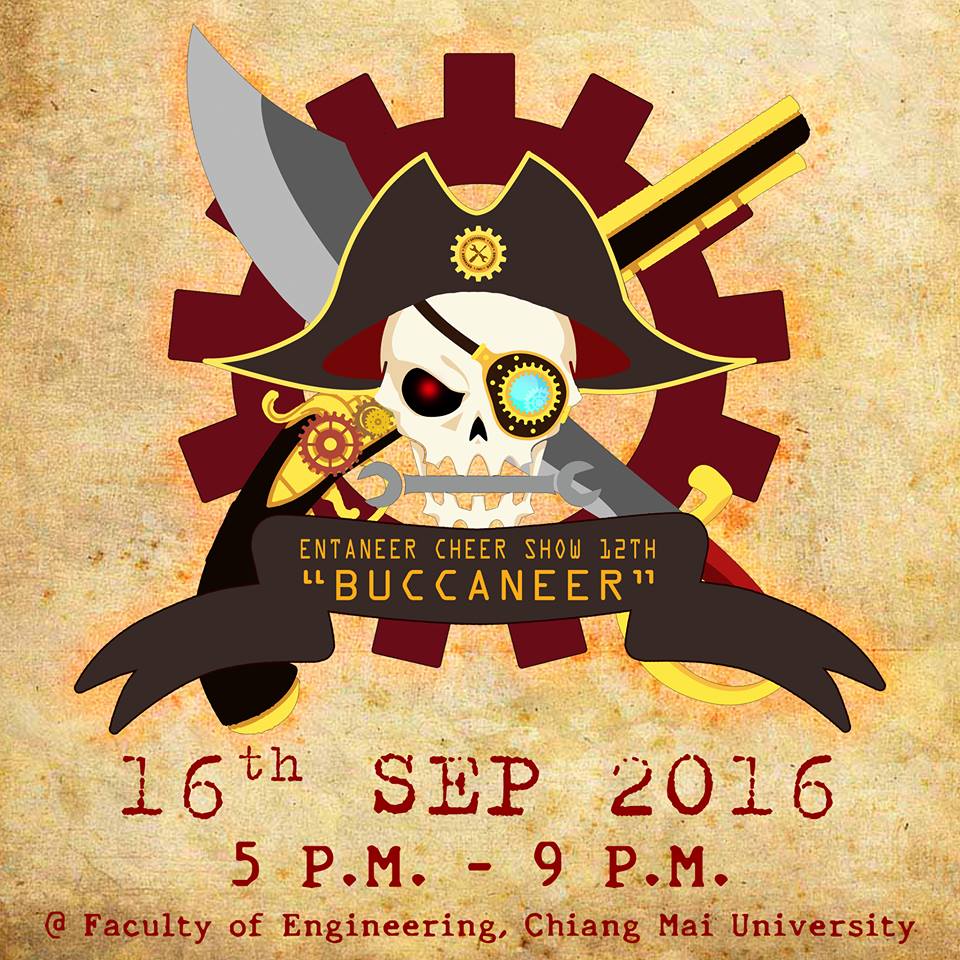 ENTANEER CHEER SHOW 12TH
“BUCCANEER”
16th SEP 2016
5 P.M. - 9 P.M.
@ Faculty of Engineering, Chiang Mai University